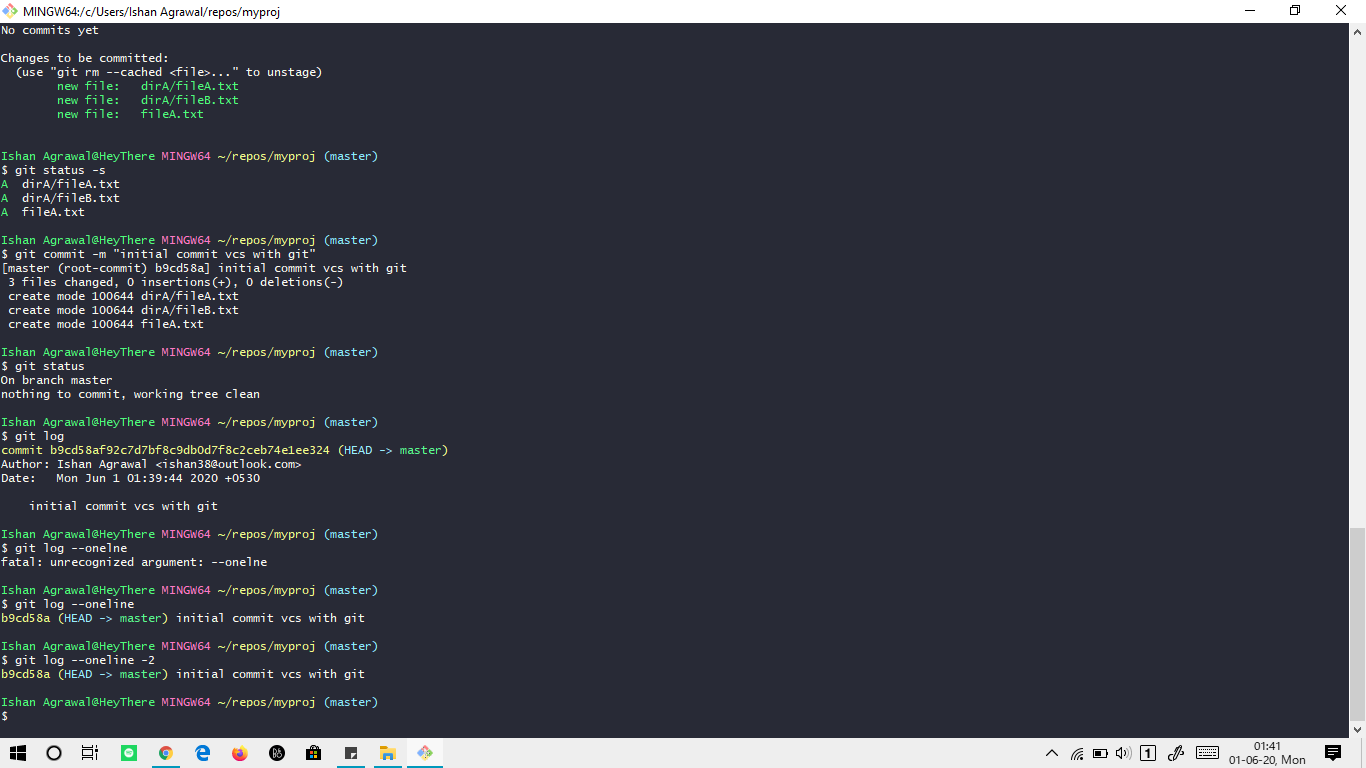 MINGW64:/c/Users/Ishan Agrawal/repos/myproj
No commits yet
Changes to be committed:
  (use "git rm --cached <file>..." to unstage)
        new file:   dirA/fileA.txt
        new file:   dirA/fileB.txt
        new file:   fileA.txt
Ishan Agrawal@HeyThere MINGW64 ~/repos/myproj (master)
$ git status -s
A  dirA/fileA.txt
A  dirA/fileB.txt
A  fileA.txt
Ishan Agrawal@HeyThere MINGW64 ~/repos/myproj (master)
$ git commit -m "initial commit vcs with git"
[master (root-commit) b9cd58a] initial commit vcs with git
 3 files changed, 0 insertions(+), 0 deletions(-)
 create mode 100644 dirA/fileA.txt
 create mode 100644 dirA/fileB.txt
 create mode 100644 fileA.txt
Ishan Agrawal@HeyThere MINGW64 ~/repos/myproj (master)
$ git status
On branch master
nothing to commit, working tree clean
Ishan Agrawal@HeyThere MINGW64 ~/repos/myproj (master)
$ git log
commit b9cd58af92c7d7bf8c9db0d7f8c2ceb74e1ee324 (HEAD -> master)
Author: Ishan Agrawal <ishan38@outlook.com>
Date:   Mon Jun 1 01:39:44 2020 +0530
    initial commit vcs with git
Ishan Agrawal@HeyThere MINGW64 ~/repos/myproj (master)
$ git log --onelne
fatal: unrecognized argument: --onelne
Ishan Agrawal@HeyThere MINGW64 ~/repos/myproj (master)
$ git log --oneline
b9cd58a (HEAD -> master) initial commit vcs with git
Ishan Agrawal@HeyThere MINGW64 ~/repos/myproj (master)
$ git log --oneline -2
b9cd58a (HEAD -> master) initial commit vcs with git
Ishan Agrawal@HeyThere MINGW64 ~/repos/myproj (master)
$
1
01:41
01-06-20, Mon